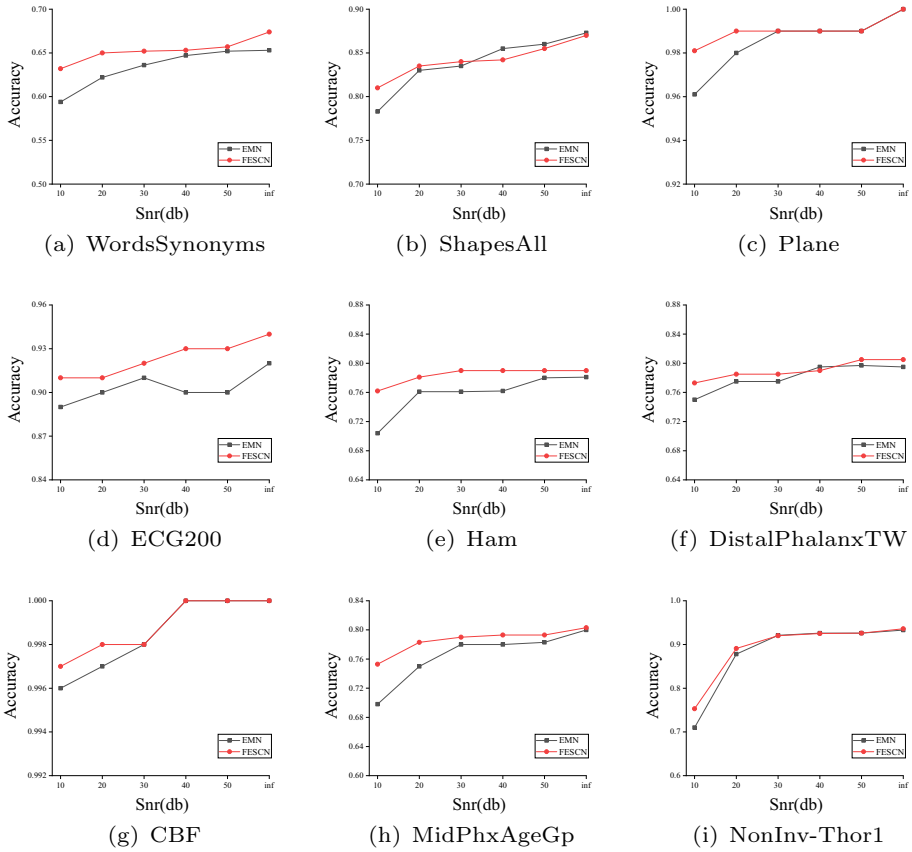 0.70
0.65
0.60
0.55
0.50
Accuracy
10 20 30 40 50 inf
Snr(db)
EMN
FESCN
(a) WordsSynonyms
0.90
0.85
0.80
0.75
0.70
Accuracy
10 20 30 40 50 inf
Snr(db)
EMN
FESCN
(b) ShapesAll
1.00
0.98
0.96
0.94
0.92
Accuracy
10 20 30 40 50 inf
Snr(db)
EMN
FESCN
(c) Plane
0.96
0.93
0.90
0.87
0.84
Accuracy
10 20 30 40 50 inf
Snr(db)
EMN
FESCN
(d) ECG200
0.88
0.84
0.80
0.76
0.72
0.68
0.64
Accuracy
10 20 30 40 50 inf
Snr(db)
EMN
FESCN
(e) Ham
0.88
0.84
0.80
0.76
0.72
0.68
0.64
Accuracy
10 20 30 40 50 inf
Snr(db)
EMN
FESCN
(f) DistalPhalanxTW
1.000
0.998
0.996
0.994
0.992
Accuracy
10 20 30 40 50 inf
Snr(db)
EMN
FESCN
(g) CBF
0.84
0.80
0.76
0.72
0.68
0.64
0.60
Accuracy
10 20 30 40 50 inf
Snr(db)
EMN
FESCN
(h) MidPhxAgeGp
1.0
0.9
0.8
0.7
0.6
Accuracy
10 20 30 40 50 inf
Snr(db)
EMN
FESCN
(i) NonInv-Thor1